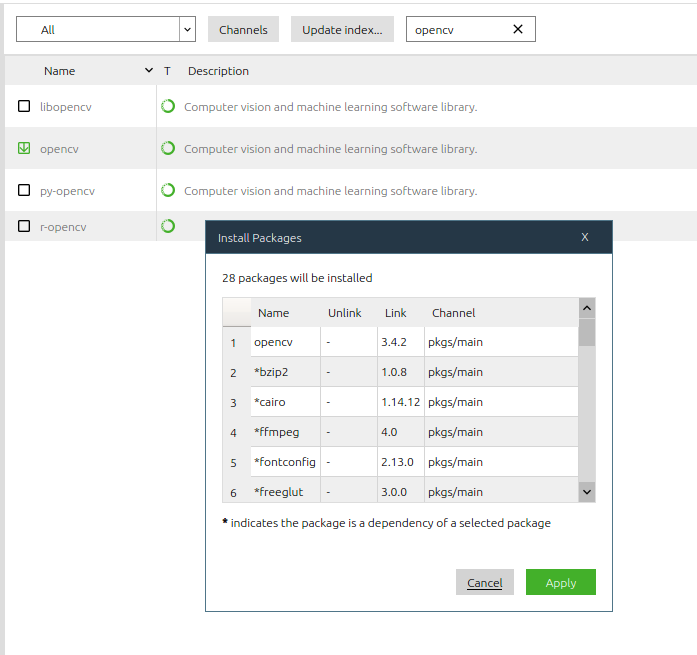 All
Channels
Update index...
opencv
Name
T
Description
libopencv
Computer vision and machine learning software library.
opencv
Computer vision and machine learning software library.
py-opencv
Computer vision and machine learning software library.
r-opencv
Install Packages
X
28 packages will be installed
Name Unlink Link Channel
1 opencv - 3.4.2 pkgs/main
2 *bzip2 - 1.0.8 pkgs/main
3 *cairo - 1.14.12 pkgs/main
4 *ffmpeg - 4.0 pkgs/main
5 *fontconfig - 2.13.0 pkgs/main
6 *freeglut - 3.0.0 pkgs/main
* indicates the package is a dependency of a selected package
Cancel
Apply